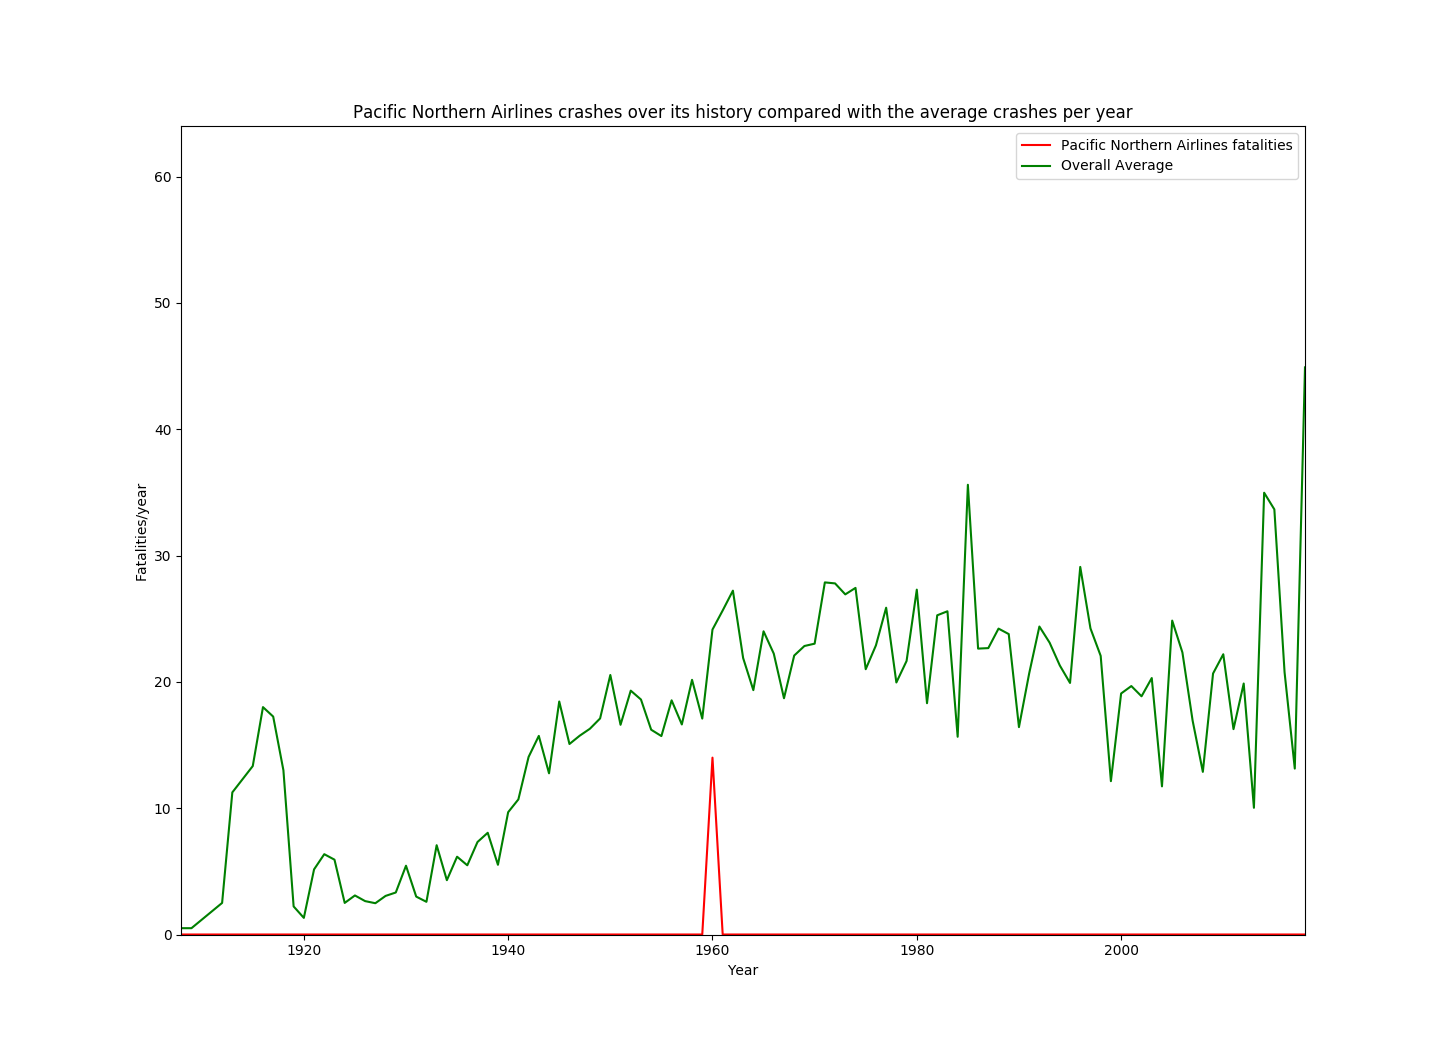 Pacific Northern Airlines crashes over its history compared with the average crashes per year
Pacific Northern Airlines fatalities
Overall Average
60
50
40
30
20
10
0
Fatalities/year
1920
1940
1960
1980
2000
Year